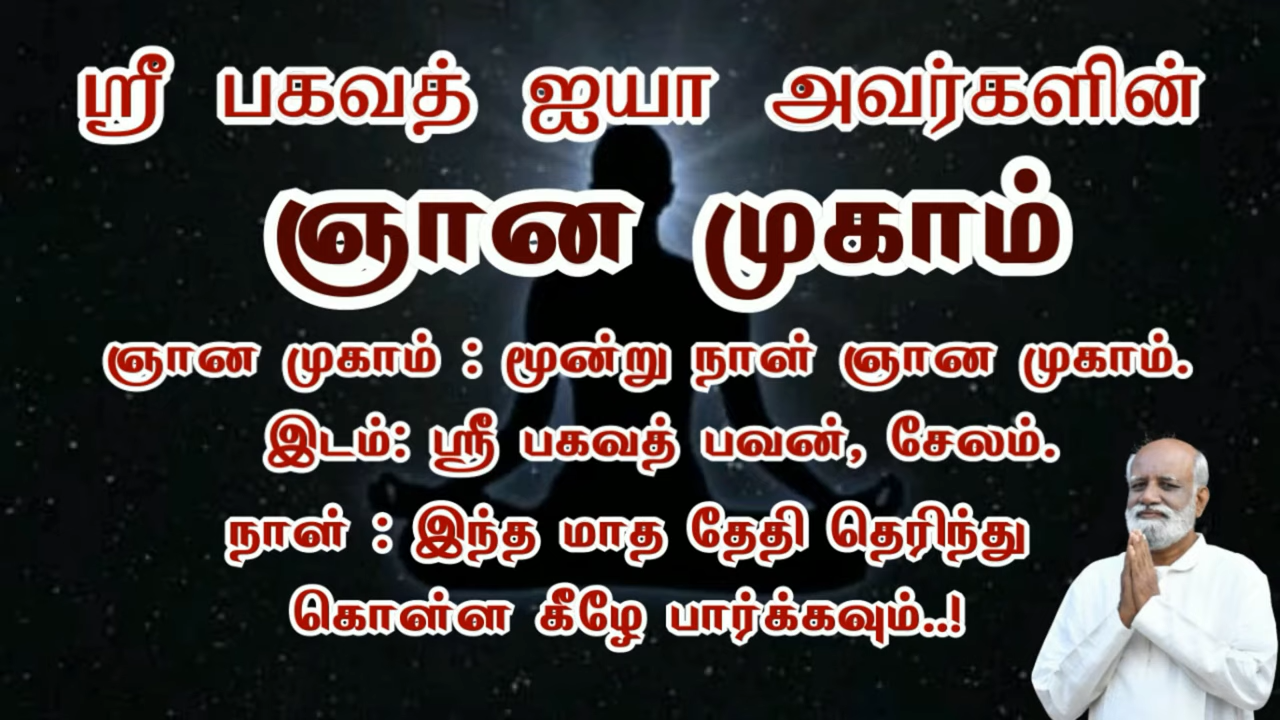 ஸ்ரீ பகவத் ஐயா அவர்களின்
ஞான முகாம்
ஞான முகாம் : மூன்று நாள் ஞான முகாம்.
இடம்: ஸ்ரீ பகவத் பவன், சேலம்.
நாள் : இந்த மாத தேதி தெரிந்து
கொள்ள கீழே பார்க்கவும்..!